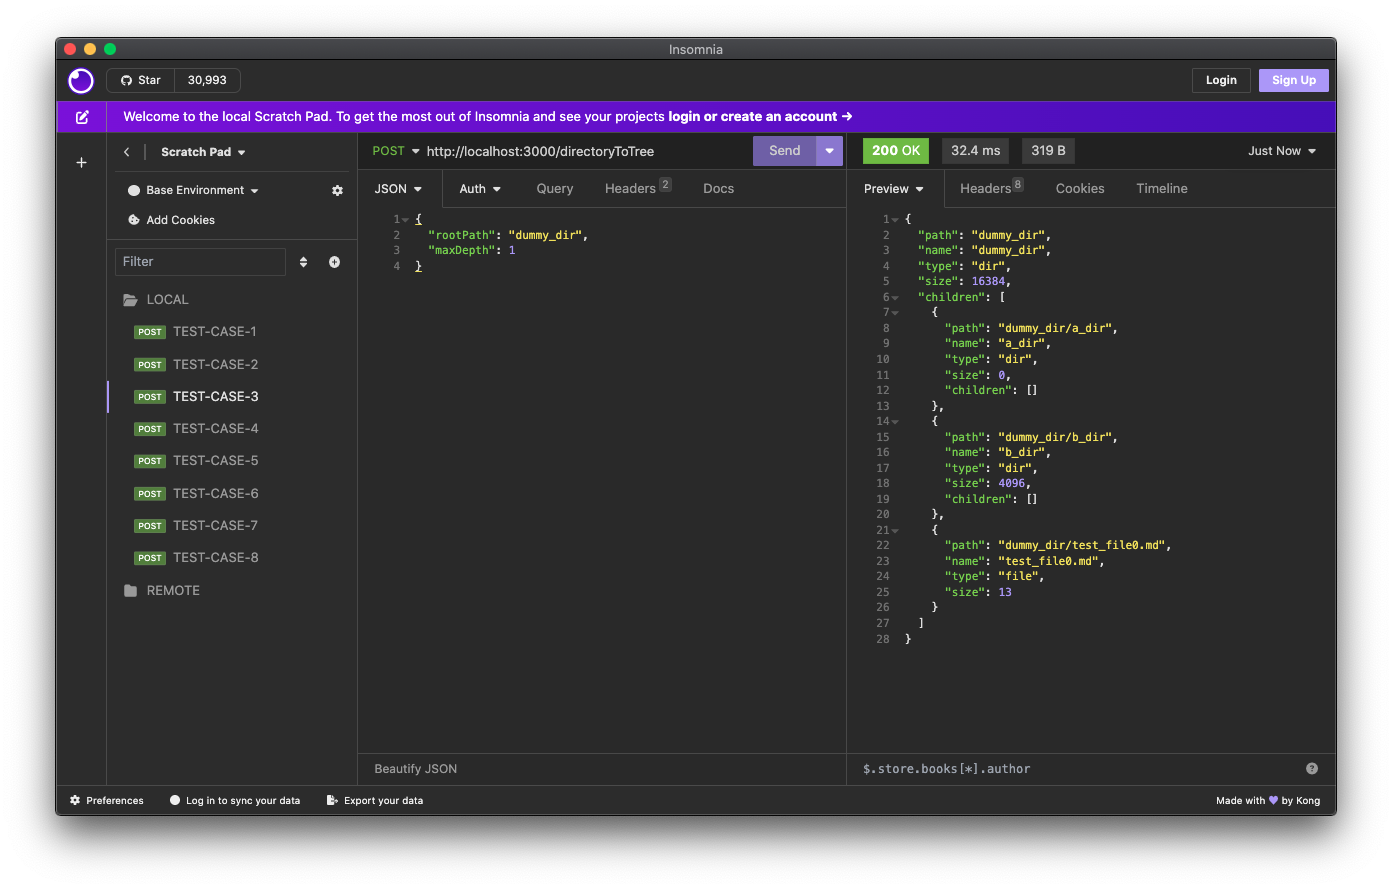 Insomnia
Star 30,993
Login Sign Up
Welcome to the local Scratch Pad. To get the most out of Insomnia and see your projects login or create an account →
Scratch Pad
Base Environment
Add Cookies
Filter
LOCAL
POST TEST-CASE-1
POST TEST-CASE-2
POST TEST-CASE-3
POST TEST-CASE-4
POST TEST-CASE-5
POST TEST-CASE-6
POST TEST-CASE-7
POST TEST-CASE-8
REMOTE
POST http://localhost:3000/directoryToTree Send
JSON Auth Query Headers 2 Docs
1 {
2 "rootPath": "dummy_dir",
3 "maxDepth": 1
4 }
Beautify JSON
200 OK 32.4 ms 319 B Just Now
Preview Headers 8 Cookies Timeline
1 {
2 "path": "dummy_dir",
3 "name": "dummy_dir",
4 "type": "dir",
5 "size": 16384,
6 "children": [
7 {
8 "path": "dummy_dir/a_dir",
9 "name": "a_dir",
10 "type": "dir",
11 "size": 0,
12 "children": []
13 },
14 {
15 "path": "dummy_dir/b_dir",
16 "name": "b_dir",
17 "type": "dir",
18 "size": 4096,
19 "children": []
20 },
21 {
22 "path": "dummy_dir/test_file0.md",
23 "name": "test_file0.md",
24 "type": "file",
25 "size": 13
26 }
27 ]
28 }
$.store.books[*].author
Preferences Log in to sync your data Export your data Made with 💜 by Kong